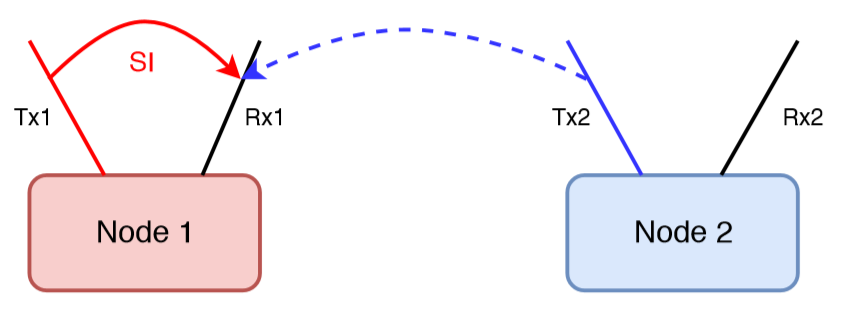 SI
Tx1
Rx1
Tx2
Rx2
Node 1
Node 2